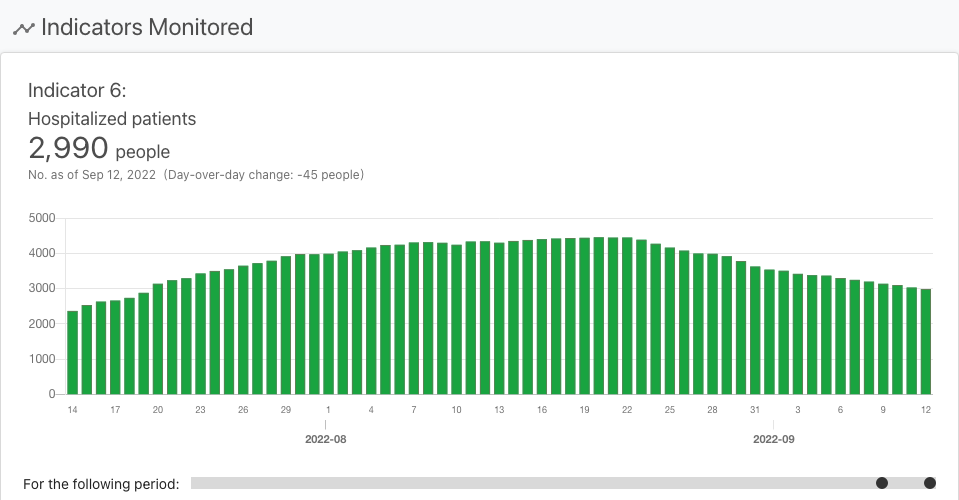 Indicators Monitored
Indicator 6:
Hospitalized patients
2,990 people
No. as of Sep 12, 2022 (Day-over-day change: -45 people)
5000
4000
3000
2000
1000
0
14 17 20 23 26 29 1 4 7 10 13 16 19 22 25 28 31 3 6 9 12
2022-08 2022-09
For the following period: